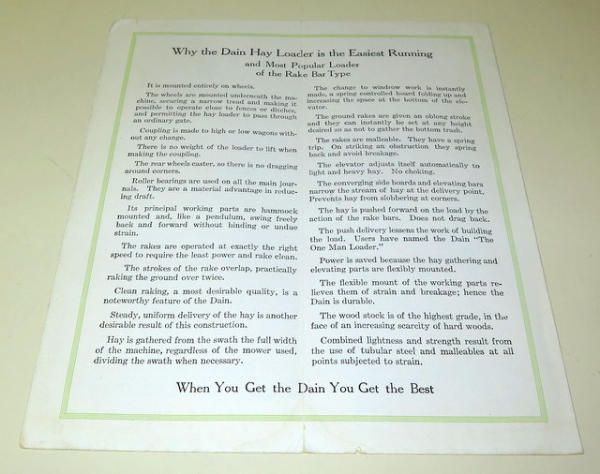 Why the Dain Hay Loader is the Easiest Running
and Most Popular Loader
of the Rake Bar Type
It is mounted entirely on wheels.
The wheels are mounted underneath the ma-
chine, securing a narrow tread and making it
possible to operate close to fences or ditches,
and permitting the hay loader to pass through
an ordinary gate.
Coupling is made to high or low wagons with-
out any change.
There is no weight of the loader to lift when
making the coupling.
The rear wheels caster, so there is no dragging
around corners.
Roller bearings are used on all the main jour-
nals. They are a material advantage in reduc-
ing draft.
Its principal working parts are hammock
mounted and, like a pendulum, swing freely
back and forward without binding or undue
strain.
The rakes are operated at exactly the right
speed to require the least power and rake clean.
The strokes of the rake overlap, practically
raking the ground over twice.
Clean raking, a most desirable quality, is a
noteworthy feature of the Dain.
Steady, uniform delivery of the hay is another
desirable result of this construction.
Hay is gathered from the swath the full width
of the machine, regardless of the mower used,
dividing the swath when necessary.
The change to windrow work is instantly
made, a spring controlled board folding up and
increasing the space at the bottom of the ele-
vator.
The ground rakes are given an oblong stroke
and they can instantly be set at any height
desired so as not to gather the bottom trash.
The rakes are malleable. They have a spring
trip. On striking an obstruction they spring
back and avoid breakage.
The elevator adjusts itself automatically to
light and heavy hay. No choking.
The converging side boards and elevating bars
narrow the stream of hay at the delivery point.
Prevents hay from slobbering at corners.
The hay is pushed forward on the load by the
action of the rake bars. Does not drag back.
The push delivery lessens the work of building
the load. Users have named the Dain "The
One Man Loader."
Power is saved because the hay gathering and
elevating parts are flexibly mounted.
The flexible mount of the working parts re-
lieves them of strain and breakage; hence the
Dain is durable.
The wood stock is of the highest grade, in the
face of an increasing scarcity of hard woods.
Combined lightness and strength result from
the use of tubular steel and malleables at all
points subjected to strain.
When You Get the Dain You Get the Best